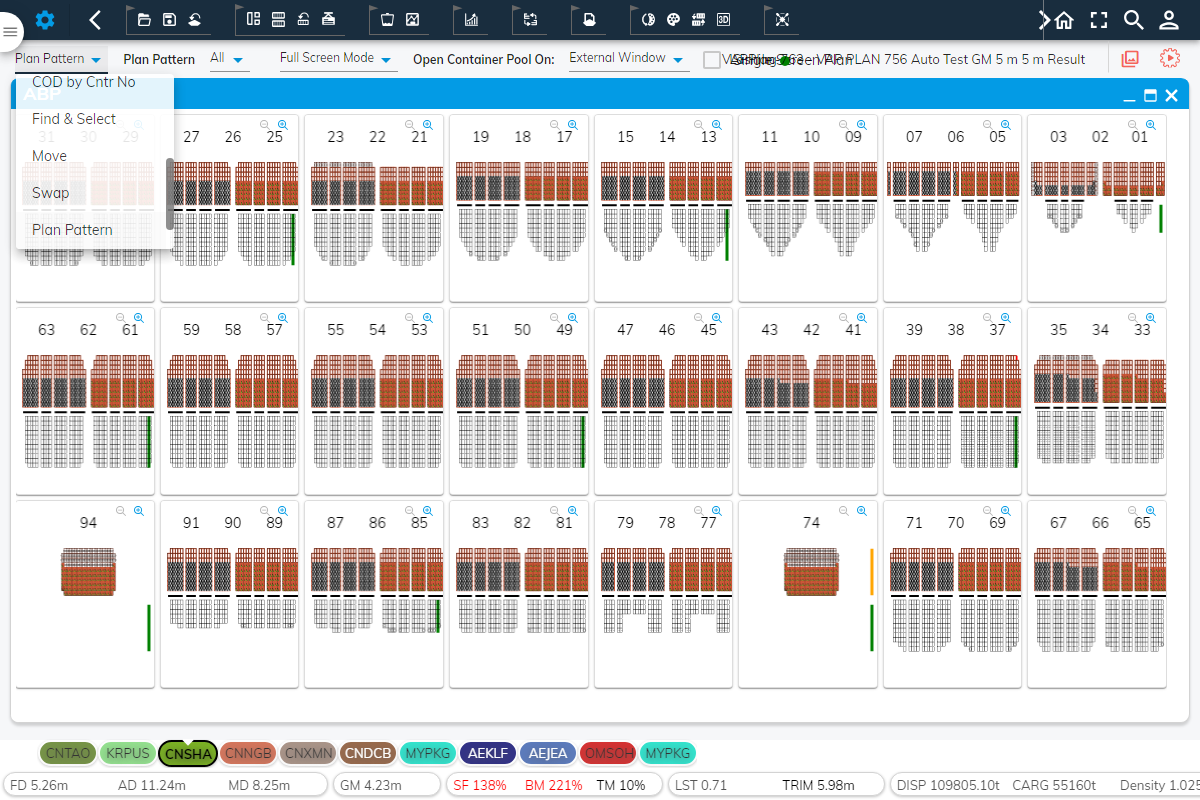 3D
Plan Pattern
Plan Pattern
All
Full Screen Mode
Open Container Pool On:
External Window
Single Screen Plan
VAP PLAN 756 Auto Test GM 5 m 5 m Result
COD by Cntr No
Find & Select
Move
Swap
Plan Pattern
ABP
31 30 29
27 26 25
23 22 21
19 18 17
15 14 13
11 10 09
07 06 05
03 02 01
63 62 61
59 58 57
55 54 53
51 50 49
47 46 45
43 42 41
39 38 37
35 34 33
94
91 90 89
87 86 85
83 82 81
79 78 77
74
71 70 69
67 66 65
CNTAO KRPUS CNSHA CNNGB CNXMN CNDCB MYPKG AEKLF AEJEA OMSOH MYPKG
FD 5.26m AD 11.24m MD 8.25m GM 4.23m SF 138% BM 221% TM 10% LST 0.71 TRIM 5.98m DISP 109805.10t CARG 55160t Density 1.025